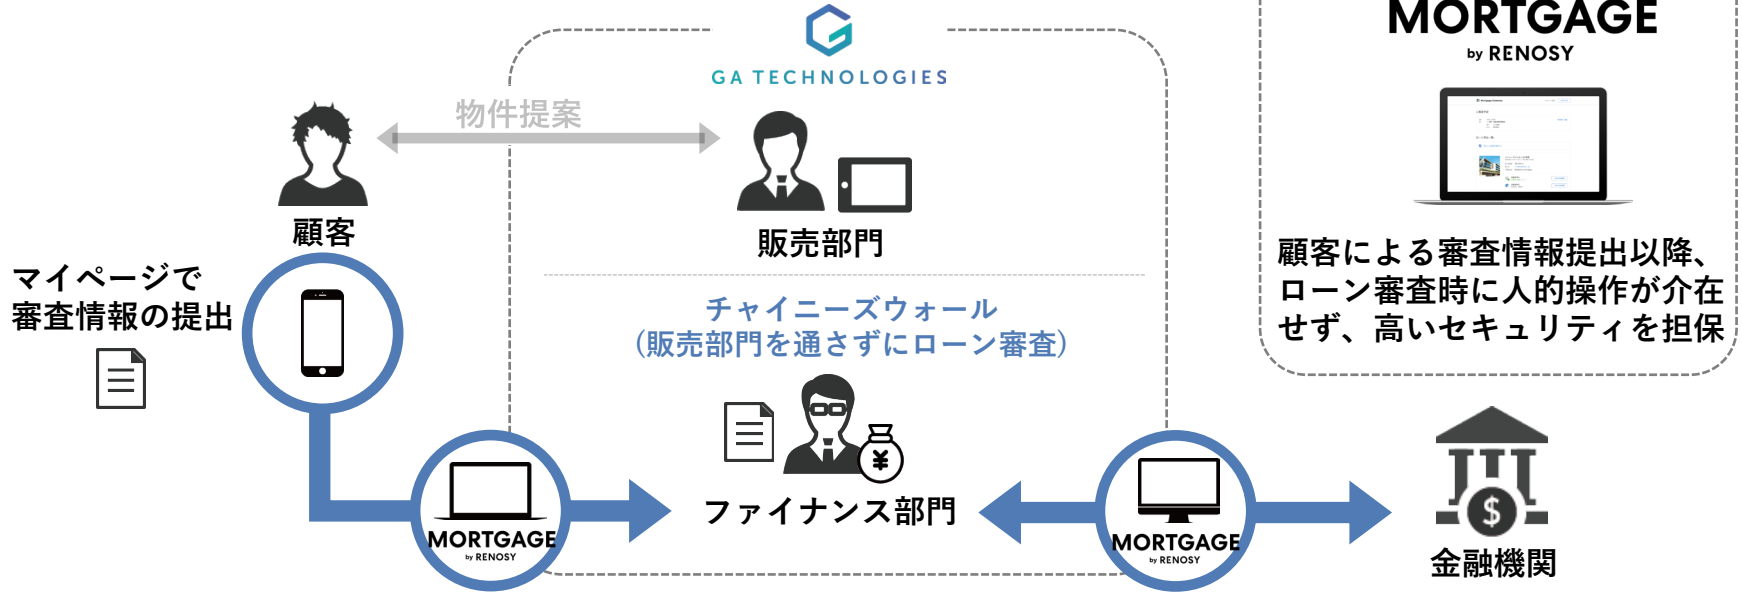 GA TECHNOLOGIES
MORTGAGE
by RENOSY
物件提案
顧客
販売部門
マイページで
審査情報の提出
チャイニーズウォール
(販売部門を通さずにローン審査)
顧客による審査情報提出以降、
ローン審査時に人的操作が介在
せず、高いセキュリティを担保
¥
ファイナンス部門
MORTGAGE
by RENOSY
MORTGAGE
by RENOSY
$
金融機関